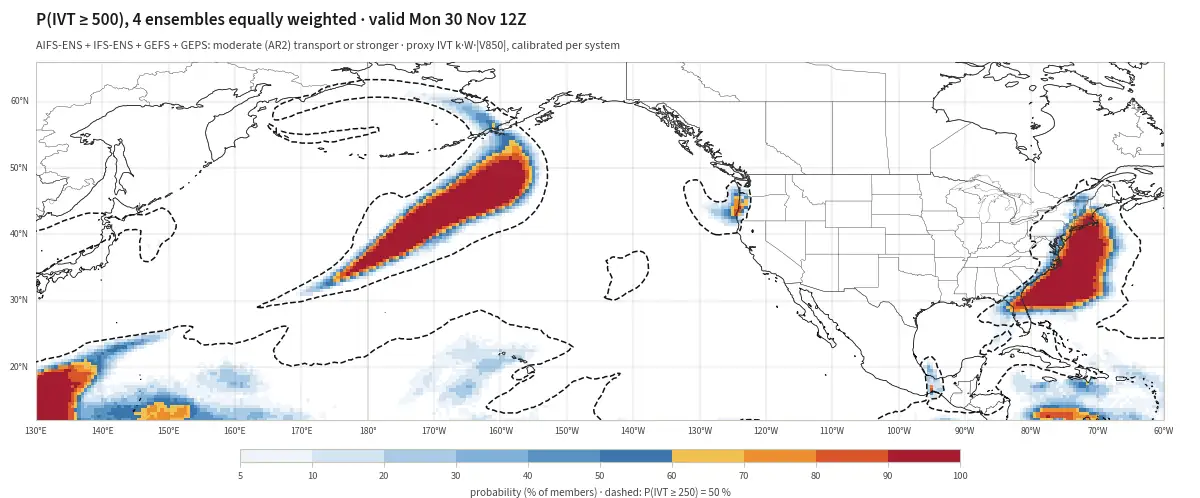 P(IVT ≥ 500), 4 ensembles equally weighted · valid Mon 30 Nov 12Z
AIFS-ENS + IFS-ENS + GEFS + GEPS: moderate (AR2) transport or stronger · proxy IVT k·W·|V850|, calibrated per system
60°N
50°N
40°N
30°N
20°N
130°E 140°E 150°E 160°E 170°E 180° 170°W 160°W 150°W 140°W 130°W 120°W 110°W 100°W 90°W 80°W 70°W 60°W
5 10 20 30 40 50 60 70 80 90 100
probability (% of members) · dashed: P(IVT ≥ 250) = 50 %